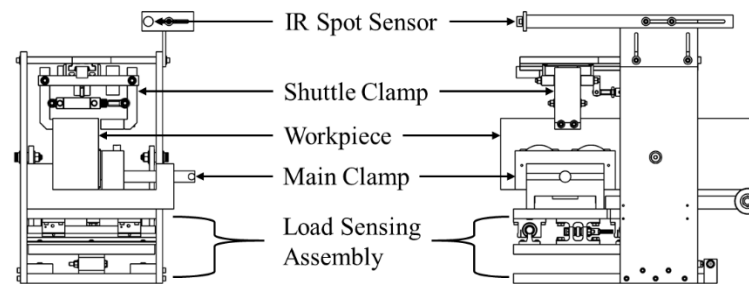 IR Spot Sensor
Shuttle Clamp
Workpiece
Main Clamp
Load Sensing
Assembly